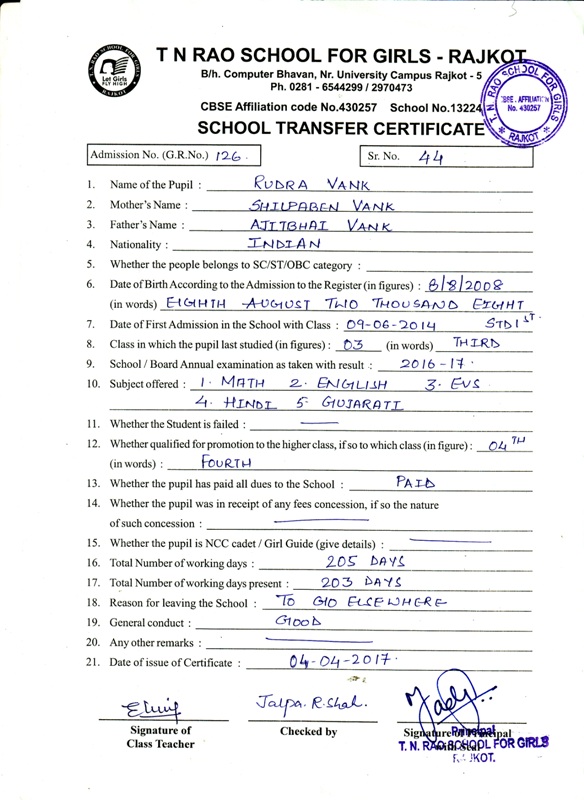 T N RAO SCHOOL FOR GIRLS
Let Girls
FLY HIGH
RAJKOT
T N RAO SCHOOL FOR GIRLS - RAJKOT
B/h. Computer Bhavan, Nr. University Campus Rajkot - 5
Ph. 0281 - 6544299 / 2970473
CBSE Affiliation code No.430257 School No.13224
T. N. RAO SCHOOL FOR GIRLS
CBSE. AFFILIATION
No. 430257
RAJKOT
SCHOOL TRANSFER CERTIFICATE
Admission No. (G.R.No.) 126 Sr. No. 44
1. Name of the Pupil : RUDRA VANK
2. Mother's Name : SHILPABEN VANK
3. Father's Name : AJITBHAI VANK
4. Nationality : INDIAN
5. Whether the people belongs to SC/ST/OBC category :
6. Date of Birth According to the Admission to the Register (in figures) : 8/8/2008
(in words) EIGHTH AUGUST TWO THOUSAND EIGHT
7. Date of First Admission in the School with Class : 09-06-2014 STD 1ST.
8. Class in which the pupil last studied (in figures) : 03 (in words) THIRD
9. School / Board Annual examination as taken with result : 2016-17.
10. Subject offered : 1. MATH 2. ENGLISH 3. EVS
4. HINDI 5. GUJARATI
11. Whether the Student is failed :
12. Whether qualified for promotion to the higher class, if so to which class (in figure) : 04TH
(in words) : FOURTH
13. Whether the pupil has paid all dues to the School : PAID
14. Whether the pupil was in receipt of any fees concession, if so the nature
of such concession :
15. Whether the pupil is NCC cadet / Girl Guide (give details) :
16. Total Number of working days : 205 DAYS
17. Total Number of working days present : 203 DAYS
18. Reason for leaving the School : TO GO ELSEWHERE
19. General conduct : GOOD
20. Any other remarks :
21. Date of issue of Certificate : 04-04-2017.
Jalpa. R. Shah.
Signature of Checked by Signature of Principal
Class Teacher with Seal
Principal
T. N. RAO SCHOOL FOR GIRLS
RAJKOT.